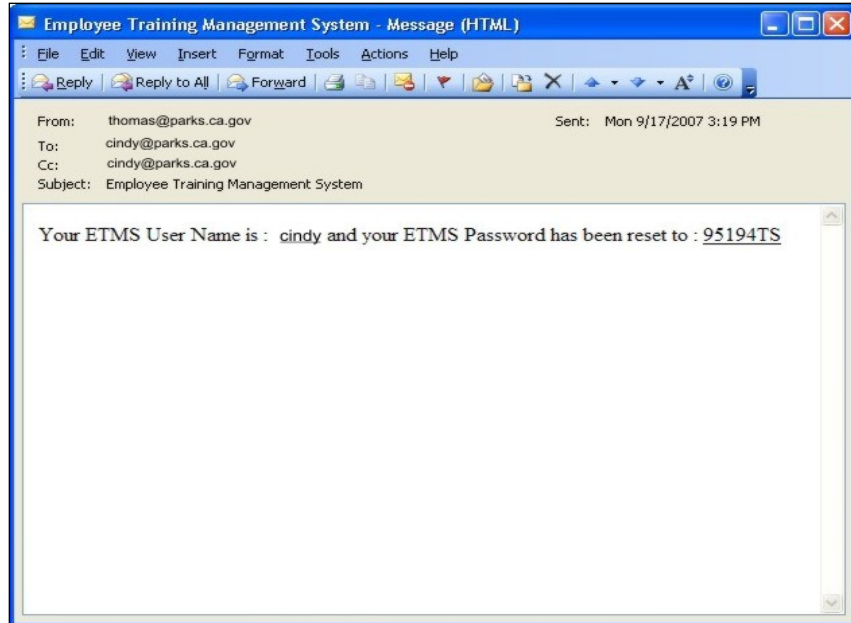 Employee Training Management System - Message (HTML)
File Edit View Insert Format Tools Actions Help
Reply Reply to All Forward
From: thomas@parks.ca.gov Sent: Mon 9/17/2007 3:19 PM
To: cindy@parks.ca.gov
Cc: cindy@parks.ca.gov
Subject: Employee Training Management System
Your ETMS User Name is : cindy and your ETMS Password has been reset to : 95194TS